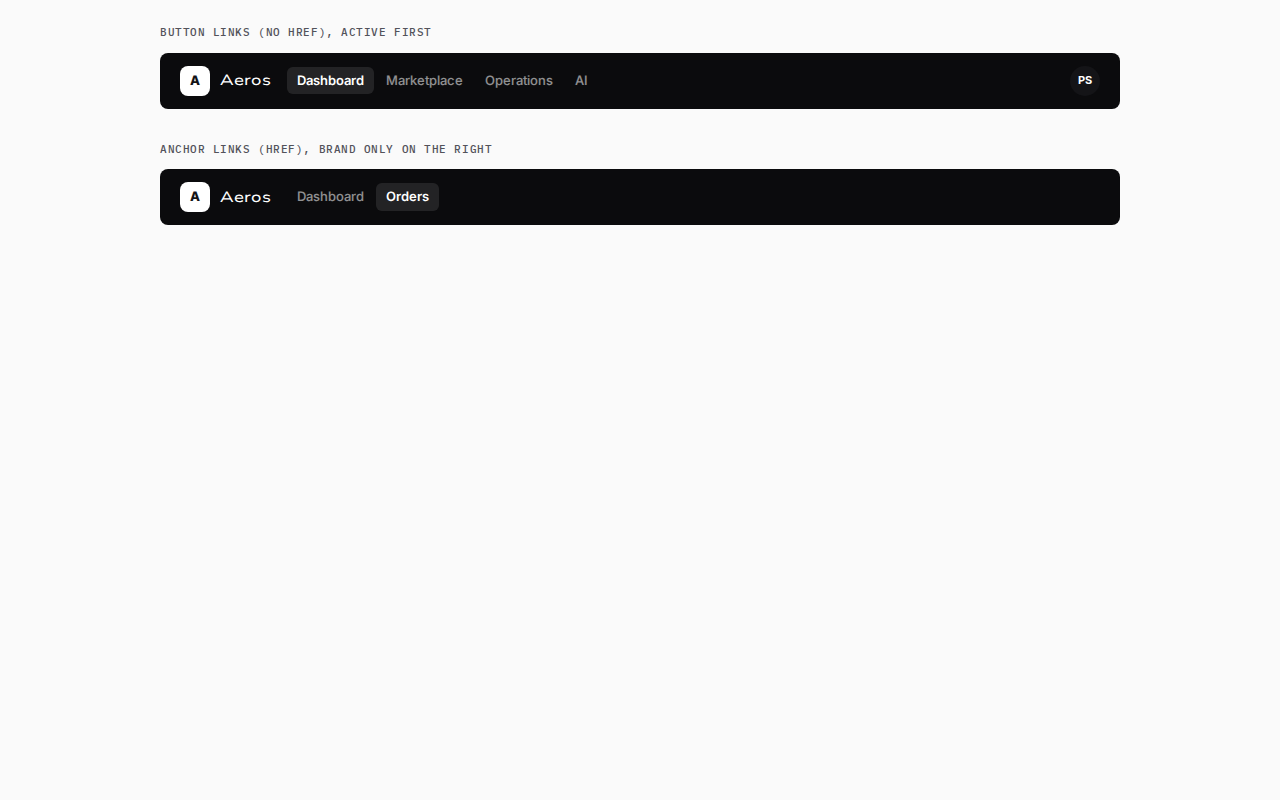 BUTTON LINKS (NO HREF), ACTIVE FIRST
A Aeros Dashboard Marketplace Operations AI PS
ANCHOR LINKS (HREF), BRAND ONLY ON THE RIGHT
A Aeros Dashboard Orders